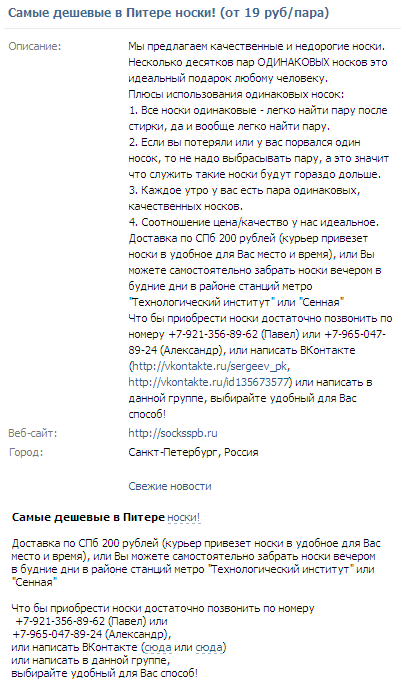 Самые дешевые в Питере носки! (от 19 руб/пара)
Описание: Мы предлагаем качественные и недорогие носки.
Несколько десятков пар ОДИНАКОВЫХ носков это
идеальный подарок любому человеку.
Плюсы использования одинаковых носок:
1. Все носки одинаковые - легко найти пару после
стирки, да и вообще легко найти пару.
2. Если вы потеряли или у вас порвался один
носок, то не надо выбрасывать пару, а это значит
что служить такие носки будут гораздо дольше.
3. Каждое утро у вас есть пара одинаковых,
качественных носков.
4. Соотношение цена/качество у нас идеальное.
Доставка по СПб 200 рублей (курьер привезет
носки в удобное для Вас место и время), или Вы
можете самостоятельно забрать носки вечером в
будние дни в районе станций метро
"Технологический институт" или "Сенная"
Что бы приобрести носки достаточно позвонить по
номеру +7-921-356-89-62 (Павел) или +7-965-047-
89-24 (Александр), или написать ВКонтакте
(http://vkontakte.ru/sergeev_pk,
http://vkontakte.ru/id135673577) или написать в
данной группе, выбирайте удобный для Вас
способ!
Веб-сайт: http://socksspb.ru
Город: Санкт-Петербург, Россия
Свежие новости
Самые дешевые в Питере носки!
Доставка по СПб 200 рублей (курьер привезет носки в удобное для Вас
место и время), или Вы можете самостоятельно забрать носки вечером
в будние дни в районе станций метро "Технологический институт" или
"Сенная"
Что бы приобрести носки достаточно позвонить по номеру
+7-921-356-89-62 (Павел) или
+7-965-047-89-24 (Александр),
или написать ВКонтакте (сюда или сюда)
или написать в данной группе,
выбирайте удобный для Вас способ!